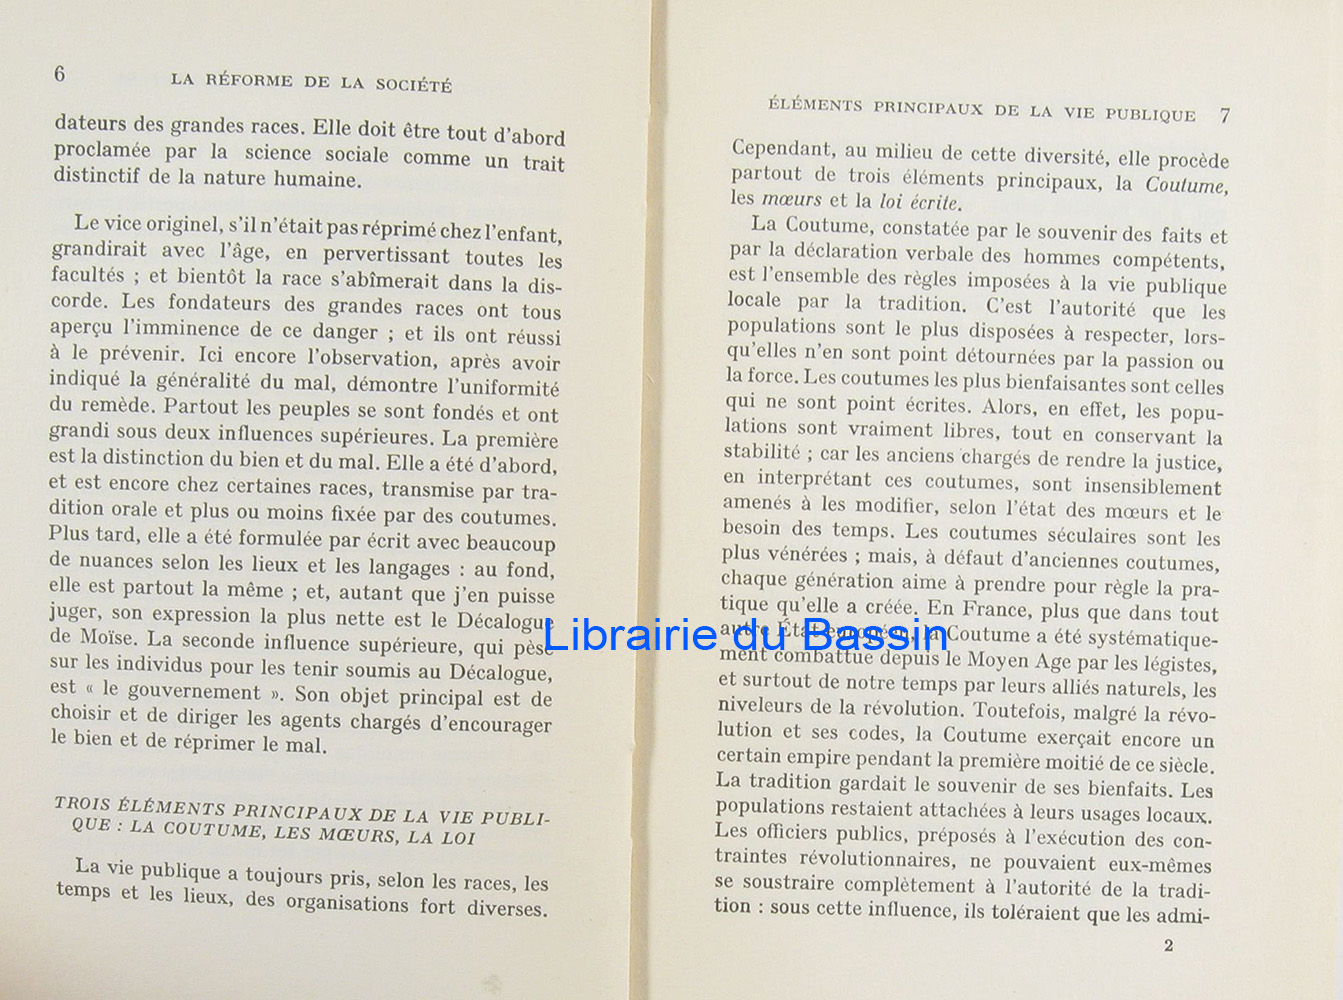 6
LA RÉFORME DE LA SOCIÉTÉ
dateurs des grandes races. Elle doit être tout d'abord
proclamée par la science sociale comme un trait
distinctif de la nature humaine.
Le vice originel, s'il n'était pas réprimé chez l'enfant,
grandirait avec l'âge, en pervertissant toutes les
facultés ; et bientôt la race s'abîmerait dans la dis-
corde. Les fondateurs des grandes races ont tous
aperçu l'imminence de ce danger ; et ils ont réussi
à le prévenir. Ici encore l'observation, après avoir
indiqué la généralité du mal, démontre l'uniformité
du remède. Partout les peuples se sont fondés et ont
grandi sous deux influences supérieures. La première
est la distinction du bien et du mal. Elle a été d'abord,
et est encore chez certaines races, transmise par tra-
dition orale et plus ou moins fixée par des coutumes.
Plus tard, elle a été formulée par écrit avec beaucoup
de nuances selon les lieux et les langages : au fond,
elle est partout la même ; et, autant que j'en puisse
juger, son expression la plus nette est le Décalogue
de Moïse. La seconde influence supérieure, qui pèse
sur les individus pour les tenir soumis au Décalogue,
est « le gouvernement ». Son objet principal est de
choisir et de diriger les agents chargés d'encourager
le bien et de réprimer le mal.
TROIS ÉLÉMENTS PRINCIPAUX DE LA VIE PUBLI-
QUE : LA COUTUME, LES MŒURS, LA LOI
La vie publique a toujours pris, selon les races, les
temps et les lieux, des organisations fort diverses.
ÉLÉMENTS PRINCIPAUX DE LA VIE PUBLIQUE 7
Cependant, au milieu de cette diversité, elle procède
partout de trois éléments principaux, la Coutume,
les mœurs et la loi écrite.
La Coutume, constatée par le souvenir des faits et
par la déclaration verbale des hommes compétents,
est l'ensemble des règles imposées à la vie publique
locale par la tradition. C'est l'autorité que les
populations sont le plus disposées à respecter, lors-
qu'elles n'en sont point détournées par la passion ou
la force. Les coutumes les plus bienfaisantes sont celles
qui ne sont point écrites. Alors, en effet, les popu-
lations sont vraiment libres, tout en conservant la
stabilité ; car les anciens chargés de rendre la justice,
en interprétant ces coutumes, sont insensiblement
amenés à les modifier, selon l'état des mœurs et le
besoin des temps. Les coutumes séculaires sont les
plus vénérées ; mais, à défaut d'anciennes coutumes,
chaque génération aime à prendre pour règle la pra-
tique qu'elle a créée. En France, plus que dans tout
autre État européen, la Coutume a été systématique-
ment combattue depuis le Moyen Age par les légistes,
et surtout de notre temps par leurs alliés naturels, les
niveleurs de la révolution. Toutefois, malgré la révo-
lution et ses codes, la Coutume exerçait encore un
certain empire pendant la première moitié de ce siècle.
La tradition gardait le souvenir de ses bienfaits. Les
populations restaient attachées à leurs usages locaux.
Les officiers publics, préposés à l'exécution des con-
traintes révolutionnaires, ne pouvaient eux-mêmes
se soustraire complètement à l'autorité de la tradi-
tion : sous cette influence, ils toléraient que les admi-
2
Librairie du Bassin